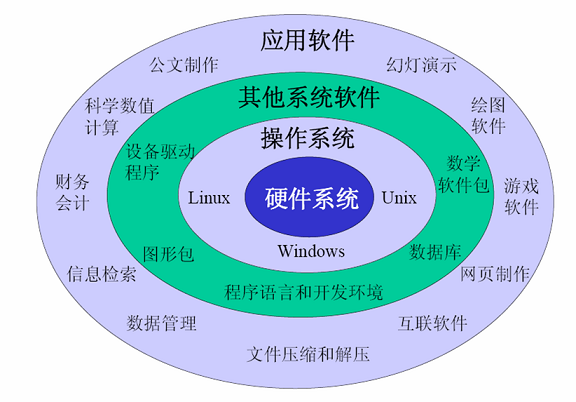 应用软件
公文制作
幻灯演示
其他系统软件
科学数值
计算
绘图
软件
操作系统
设备驱动
程序
数学
软件包
财务
会计
Linux
硬件系统
Unix
游戏
软件
Windows
图形包
数据库
信息检索
网页制作
程序语言和开发环境
数据管理
互联软件
文件压缩和解压